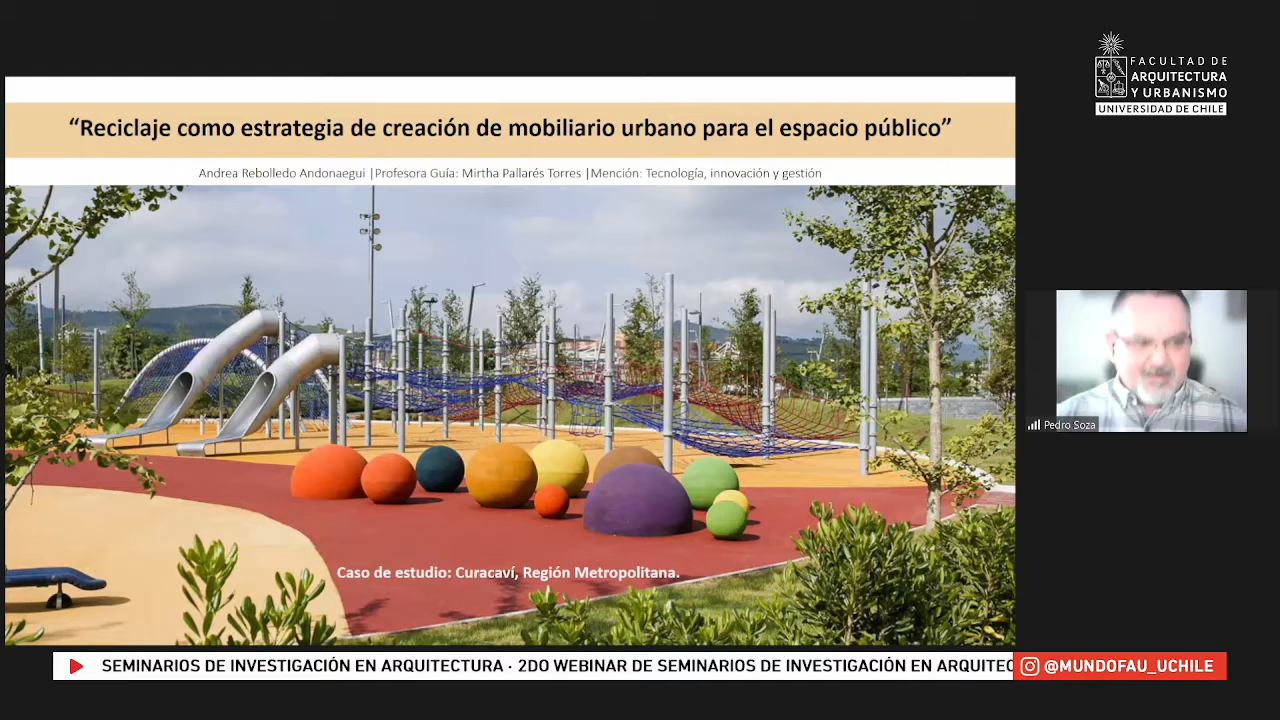 FACULTAD DE
ARQUITECTURA
Y URBANISMO
UNIVERSIDAD DE CHILE
“Reciclaje como estrategia de creación de mobiliario urbano para el espacio público”
Andrea Rebolledo Andonaegui |Profesora Guía: Mirtha Pallarés Torres |Mención: Tecnología, innovación y gestión
Pedro Soza
Caso de estudio: Curacaví, Región Metropolitana.
SEMINARIOS DE INVESTIGACIÓN EN ARQUITECTURA · 2DO WEBINAR DE SEMINARIOS DE INVESTIGACIÓN EN ARQUITEC
@MUNDOFAU_UCHILE